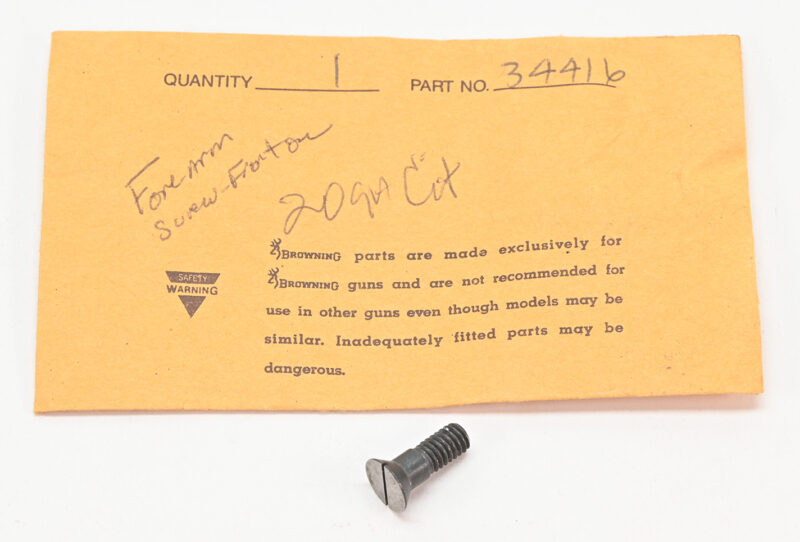 QUANTITY 1 PART NO. 34416
Forearm
Screw-Front
20ga Cit
SAFETY
WARNING
BROWNING parts are made exclusively for
BROWNING guns and are not recommended for
use in other guns even though models may be
similar. Inadequately fitted parts may be
dangerous.